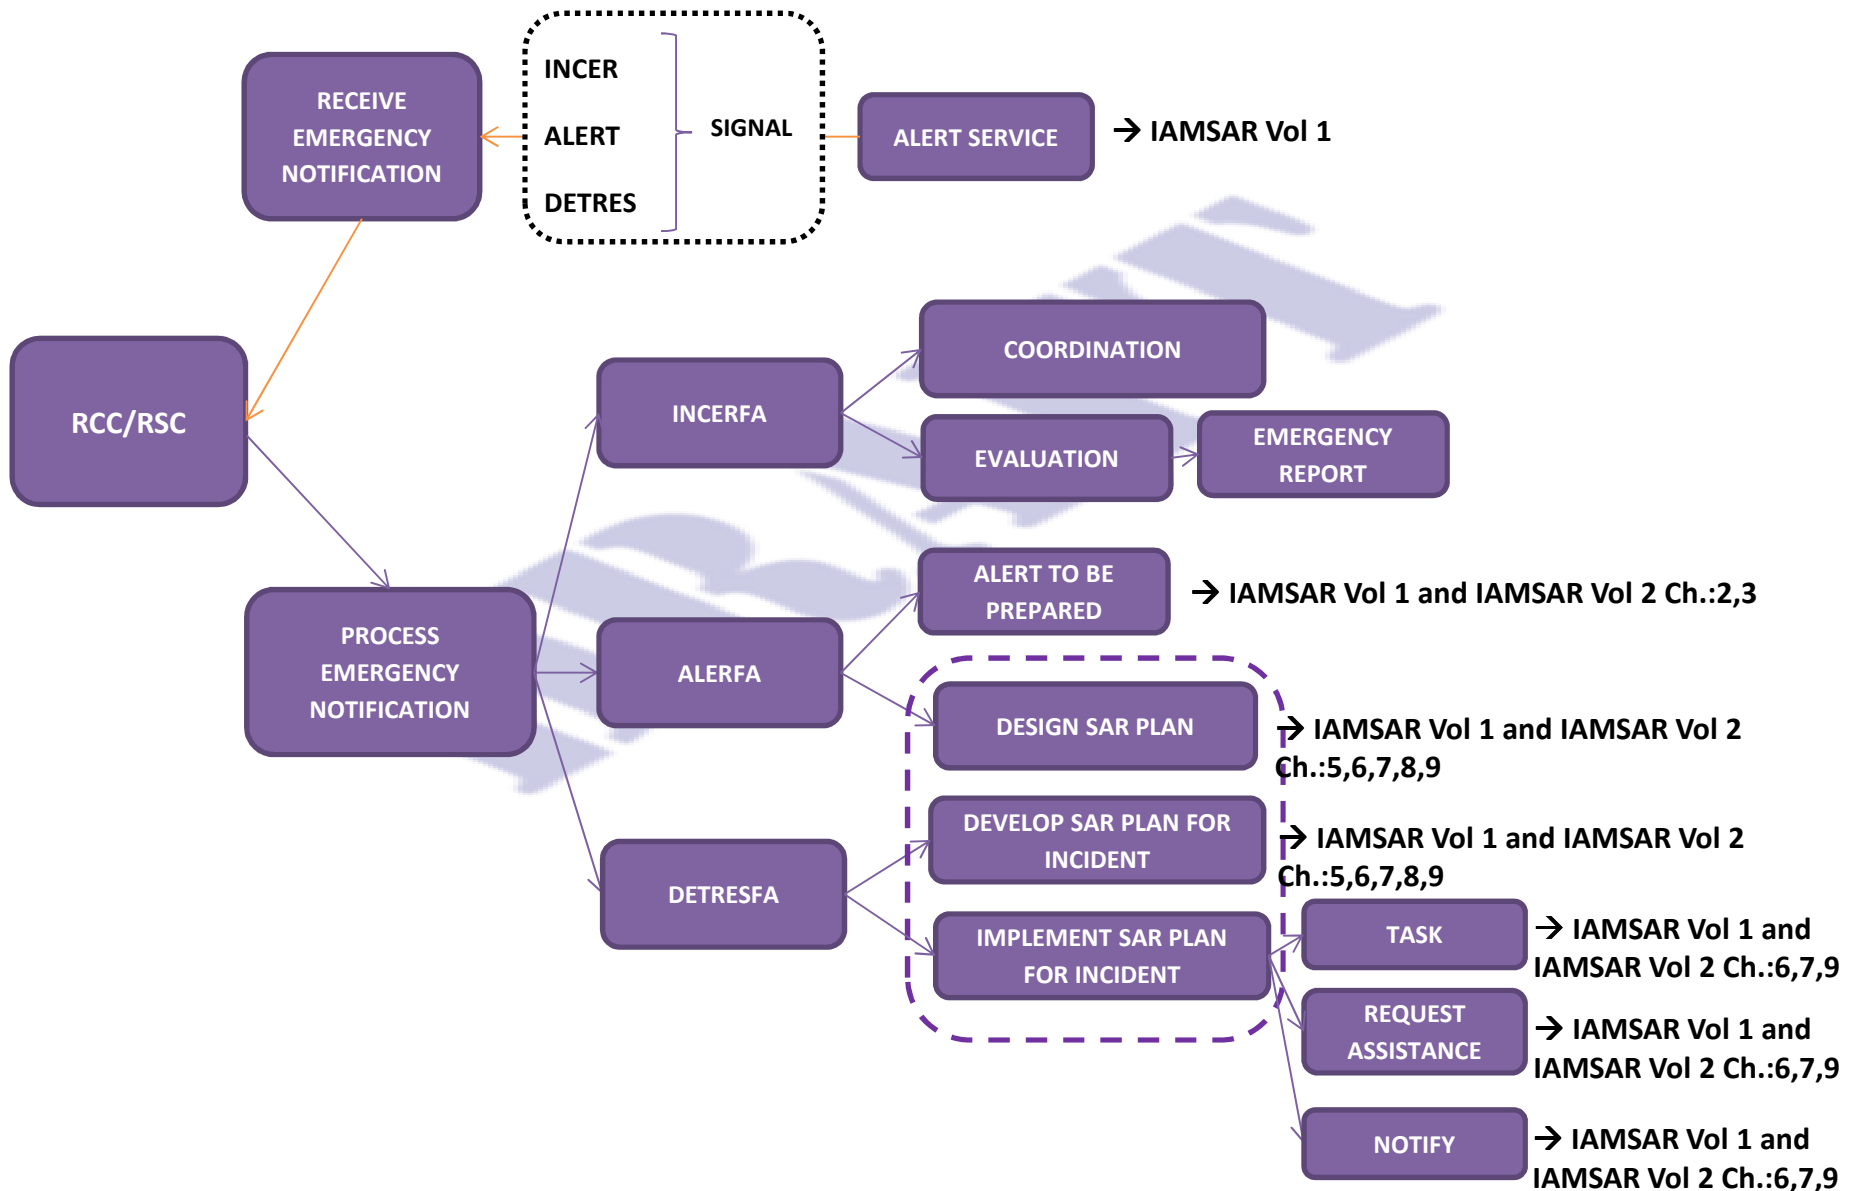 INCER
ALERT
DETRES
SIGNAL
RECEIVE
EMERGENCY
NOTIFICATION
ALERT SERVICE
→ IAMSAR Vol 1
RCC/RSC
INCERFA
COORDINATION
EVALUATION
EMERGENCY
REPORT
PROCESS
EMERGENCY
NOTIFICATION
ALERFA
ALERT TO BE
PREPARED
→ IAMSAR Vol 1 and IAMSAR Vol 2 Ch.:2,3
DESIGN SAR PLAN
→ IAMSAR Vol 1 and IAMSAR Vol 2
Ch.:5,6,7,8,9
DETRESFA
DEVELOP SAR PLAN FOR
INCIDENT
→ IAMSAR Vol 1 and IAMSAR Vol 2
Ch.:5,6,7,8,9
IMPLEMENT SAR PLAN
FOR INCIDENT
TASK
→ IAMSAR Vol 1 and
IAMSAR Vol 2 Ch.:6,7,9
REQUEST
ASSISTANCE
→ IAMSAR Vol 1 and
IAMSAR Vol 2 Ch.:6,7,9
NOTIFY
→ IAMSAR Vol 1 and
IAMSAR Vol 2 Ch.:6,7,9